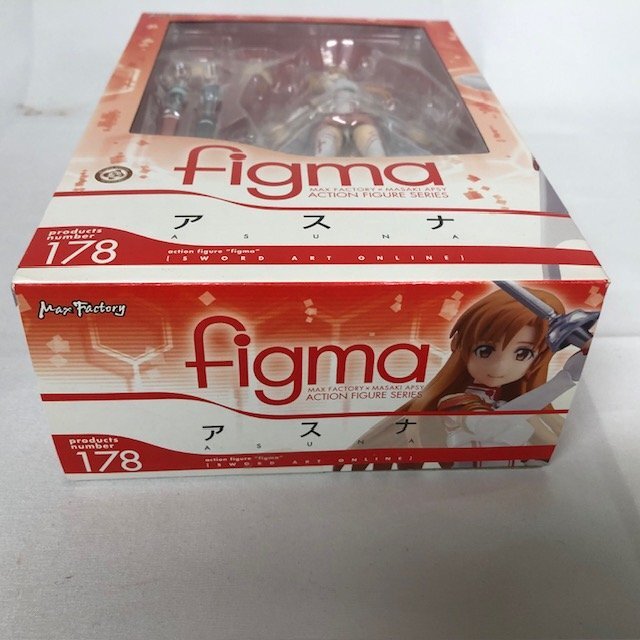 figma
MAX FACTORY × MASAKI APSY
ACTION FIGURE SERIES
アスナ
ASUNA
products
number
178
action figure "figma"
[SWORD ART ONLINE]
Max Factory
figma
MAX FACTORY × MASAKI APSY
ACTION FIGURE SERIES
アスナ
ASUNA
products
number
178
action figure "figma"
[SWORD ART ONLINE]